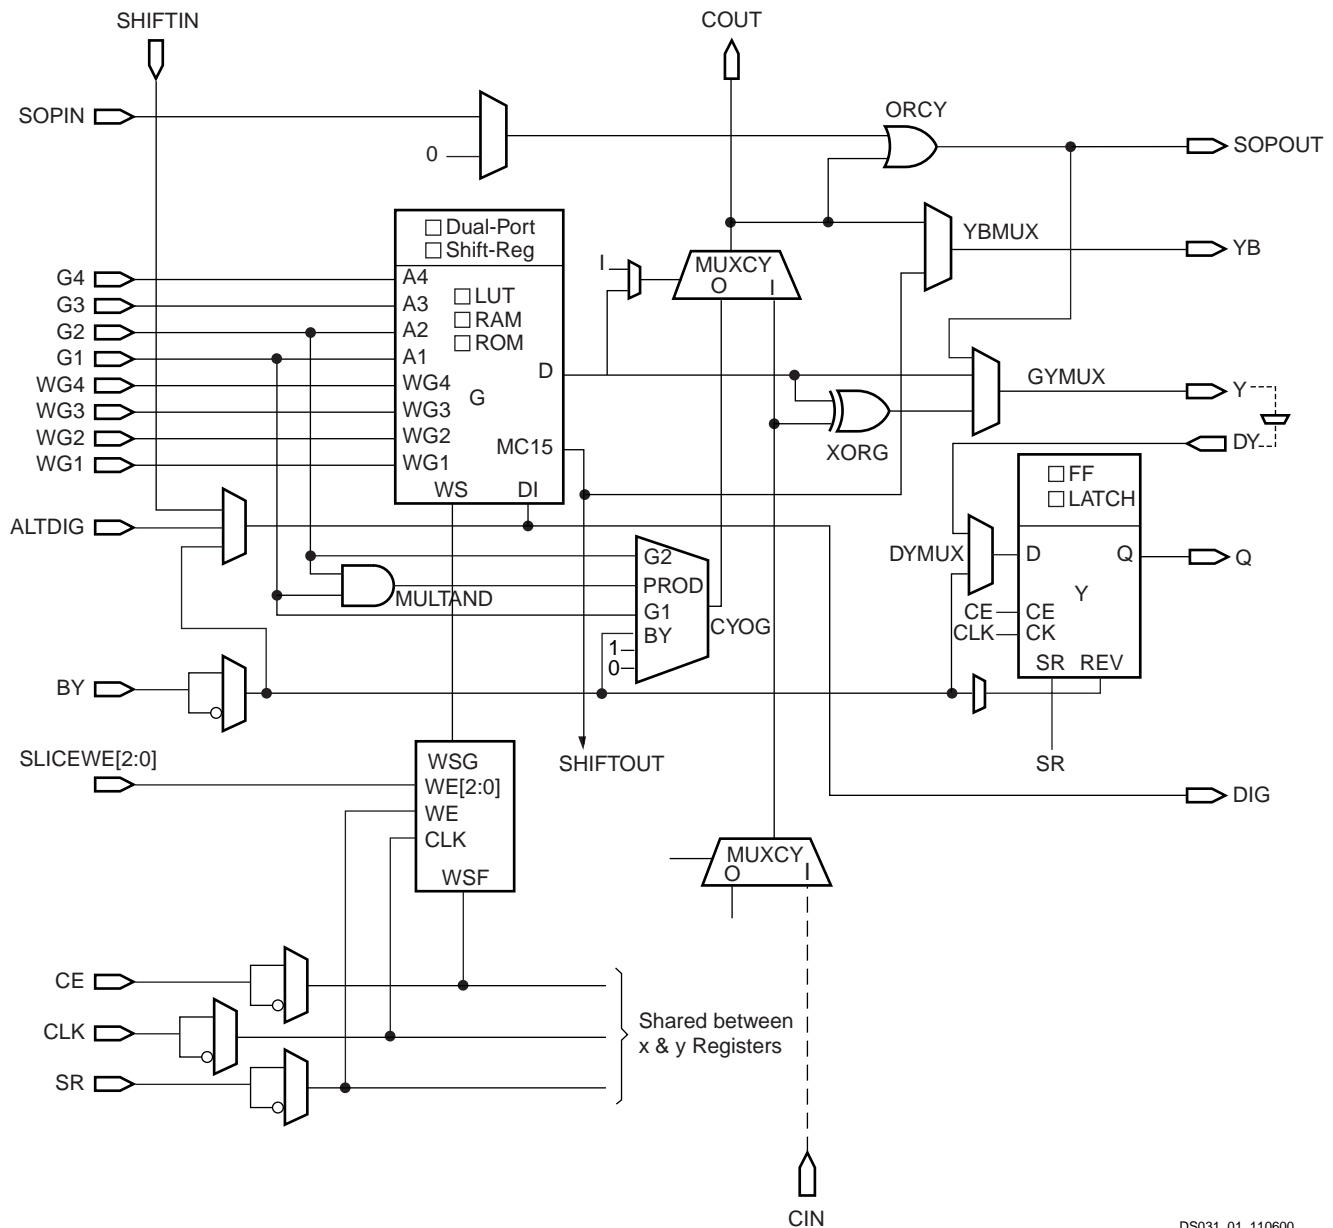 SHIFTIN
COUT
SOPIN
0
ORCY
SOPOUT
Dual-Port
Shift-Reg
YBMUX
YB
I
MUXCY
O I
G4
G3
G2
G1
WG4
WG3
WG2
WG1
A4
A3
A2
A1
WG4
WG3
WG2
WG1
LUT
RAM
ROM
G
D
MC15
WS
DI
GYMUX
Y
DY
XORG
FF
LATCH
DYMUX
D
Q
Q
Y
CE
CE
CLK
CK
SR REV
SR
ALTDIG
MULTAND
G2
PROD
G1
BY
1
0
CYOG
BY
SLICEWE[2:0]
WSG
WE[2:0]
WE
CLK
WSF
SHIFTOUT
DIG
MUXCY
O I
CE
CLK
SR
Shared between
x & y Registers
CIN
DS031_01_110600